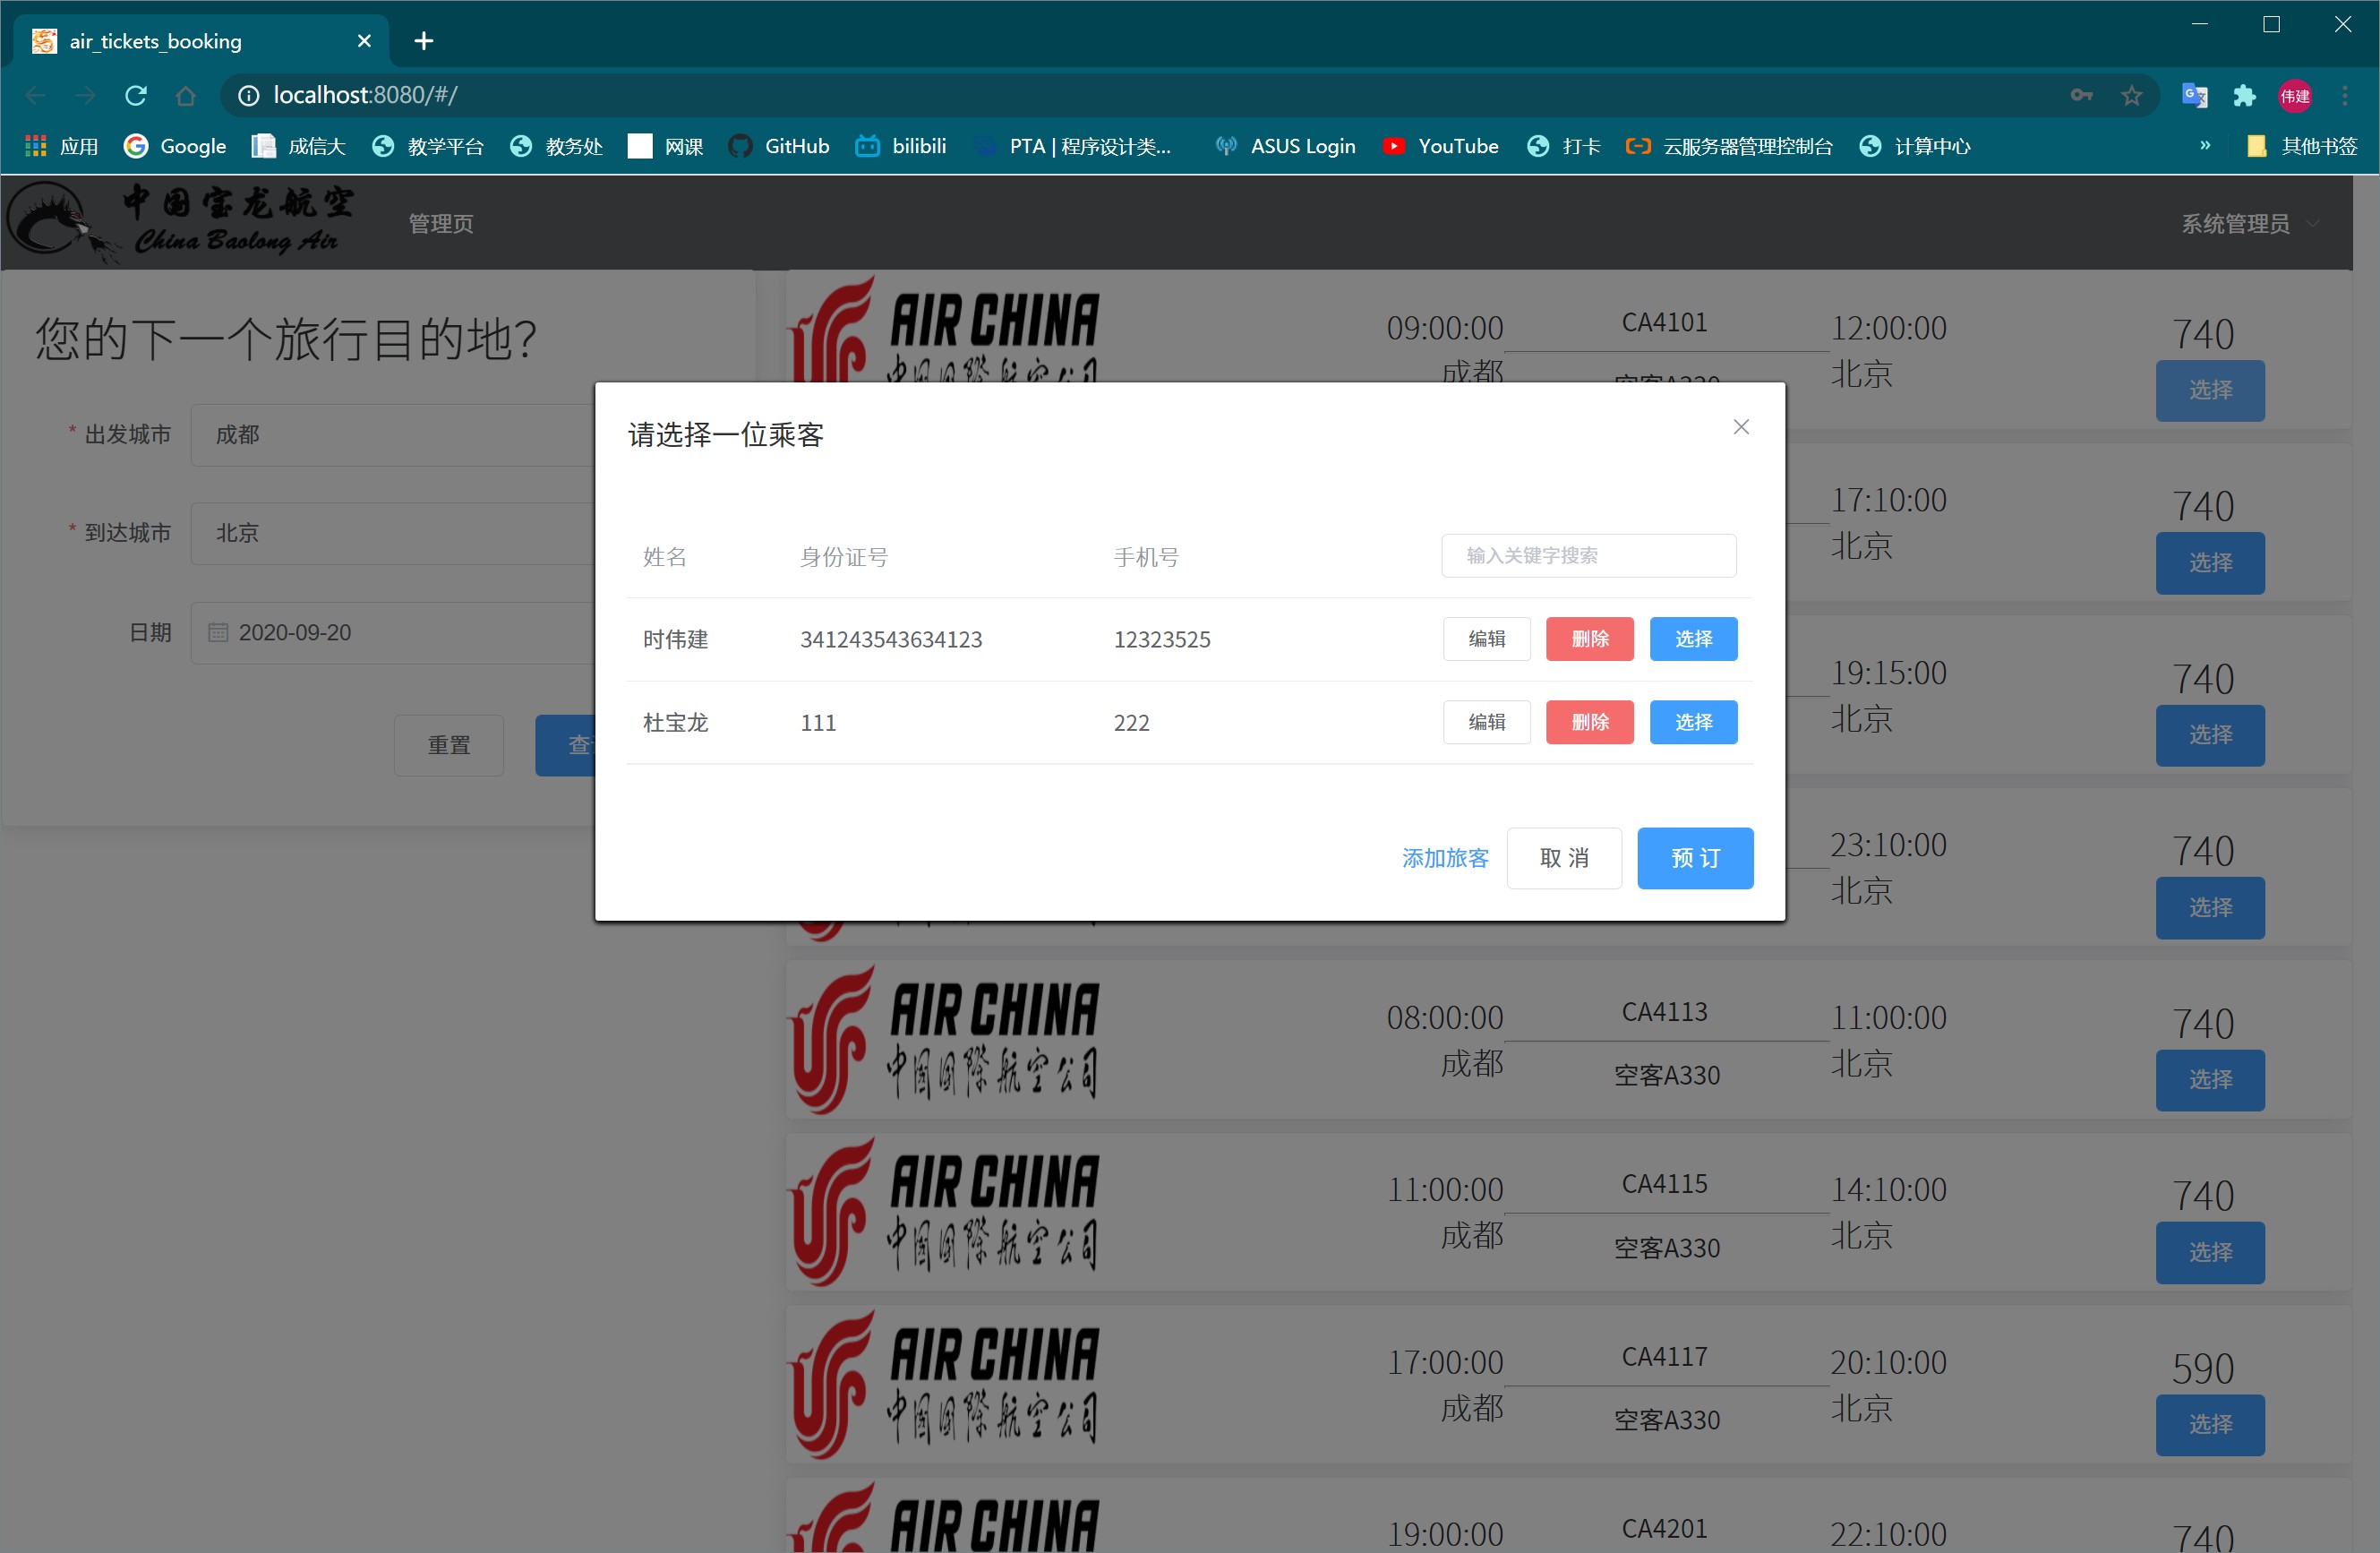 air_tickets_booking
localhost:8080/#/
伟建
应用 Google 成信大 教学平台 教务处 网课 GitHub bilibili PTA | 程序设计类... ASUS Login YouTube 打卡 云服务器管理控制台 计算中心 » 其他书签
中国宝龙航空
China Baolong Air
管理页
系统管理员
您的下一个旅行目的地?
* 出发城市 成都
* 到达城市 北京
日期 2020-09-20
重置
AIR CHINA
09:00:00 CA4101 12:00:00 740
成都 北京
选择
17:10:00 740
北京
选择
19:15:00 740
北京
选择
23:10:00 740
北京
选择
请选择一位乘客
姓名 身份证号 手机号 输入关键字搜索
时伟建 341243543634123 12323525 编辑 删除 选择
杜宝龙 111 222 编辑 删除 选择
添加旅客 取 消 预 订
AIR CHINA
中国国际航空公司
08:00:00 CA4113 11:00:00 740
成都 空客A330 北京
选择
AIR CHINA
中国国际航空公司
11:00:00 CA4115 14:10:00 740
成都 空客A330 北京
选择
AIR CHINA
中国国际航空公司
17:00:00 CA4117 20:10:00 590
成都 空客A330 北京
选择
AIR CHINA
19:00:00 CA4201 22:10:00 740